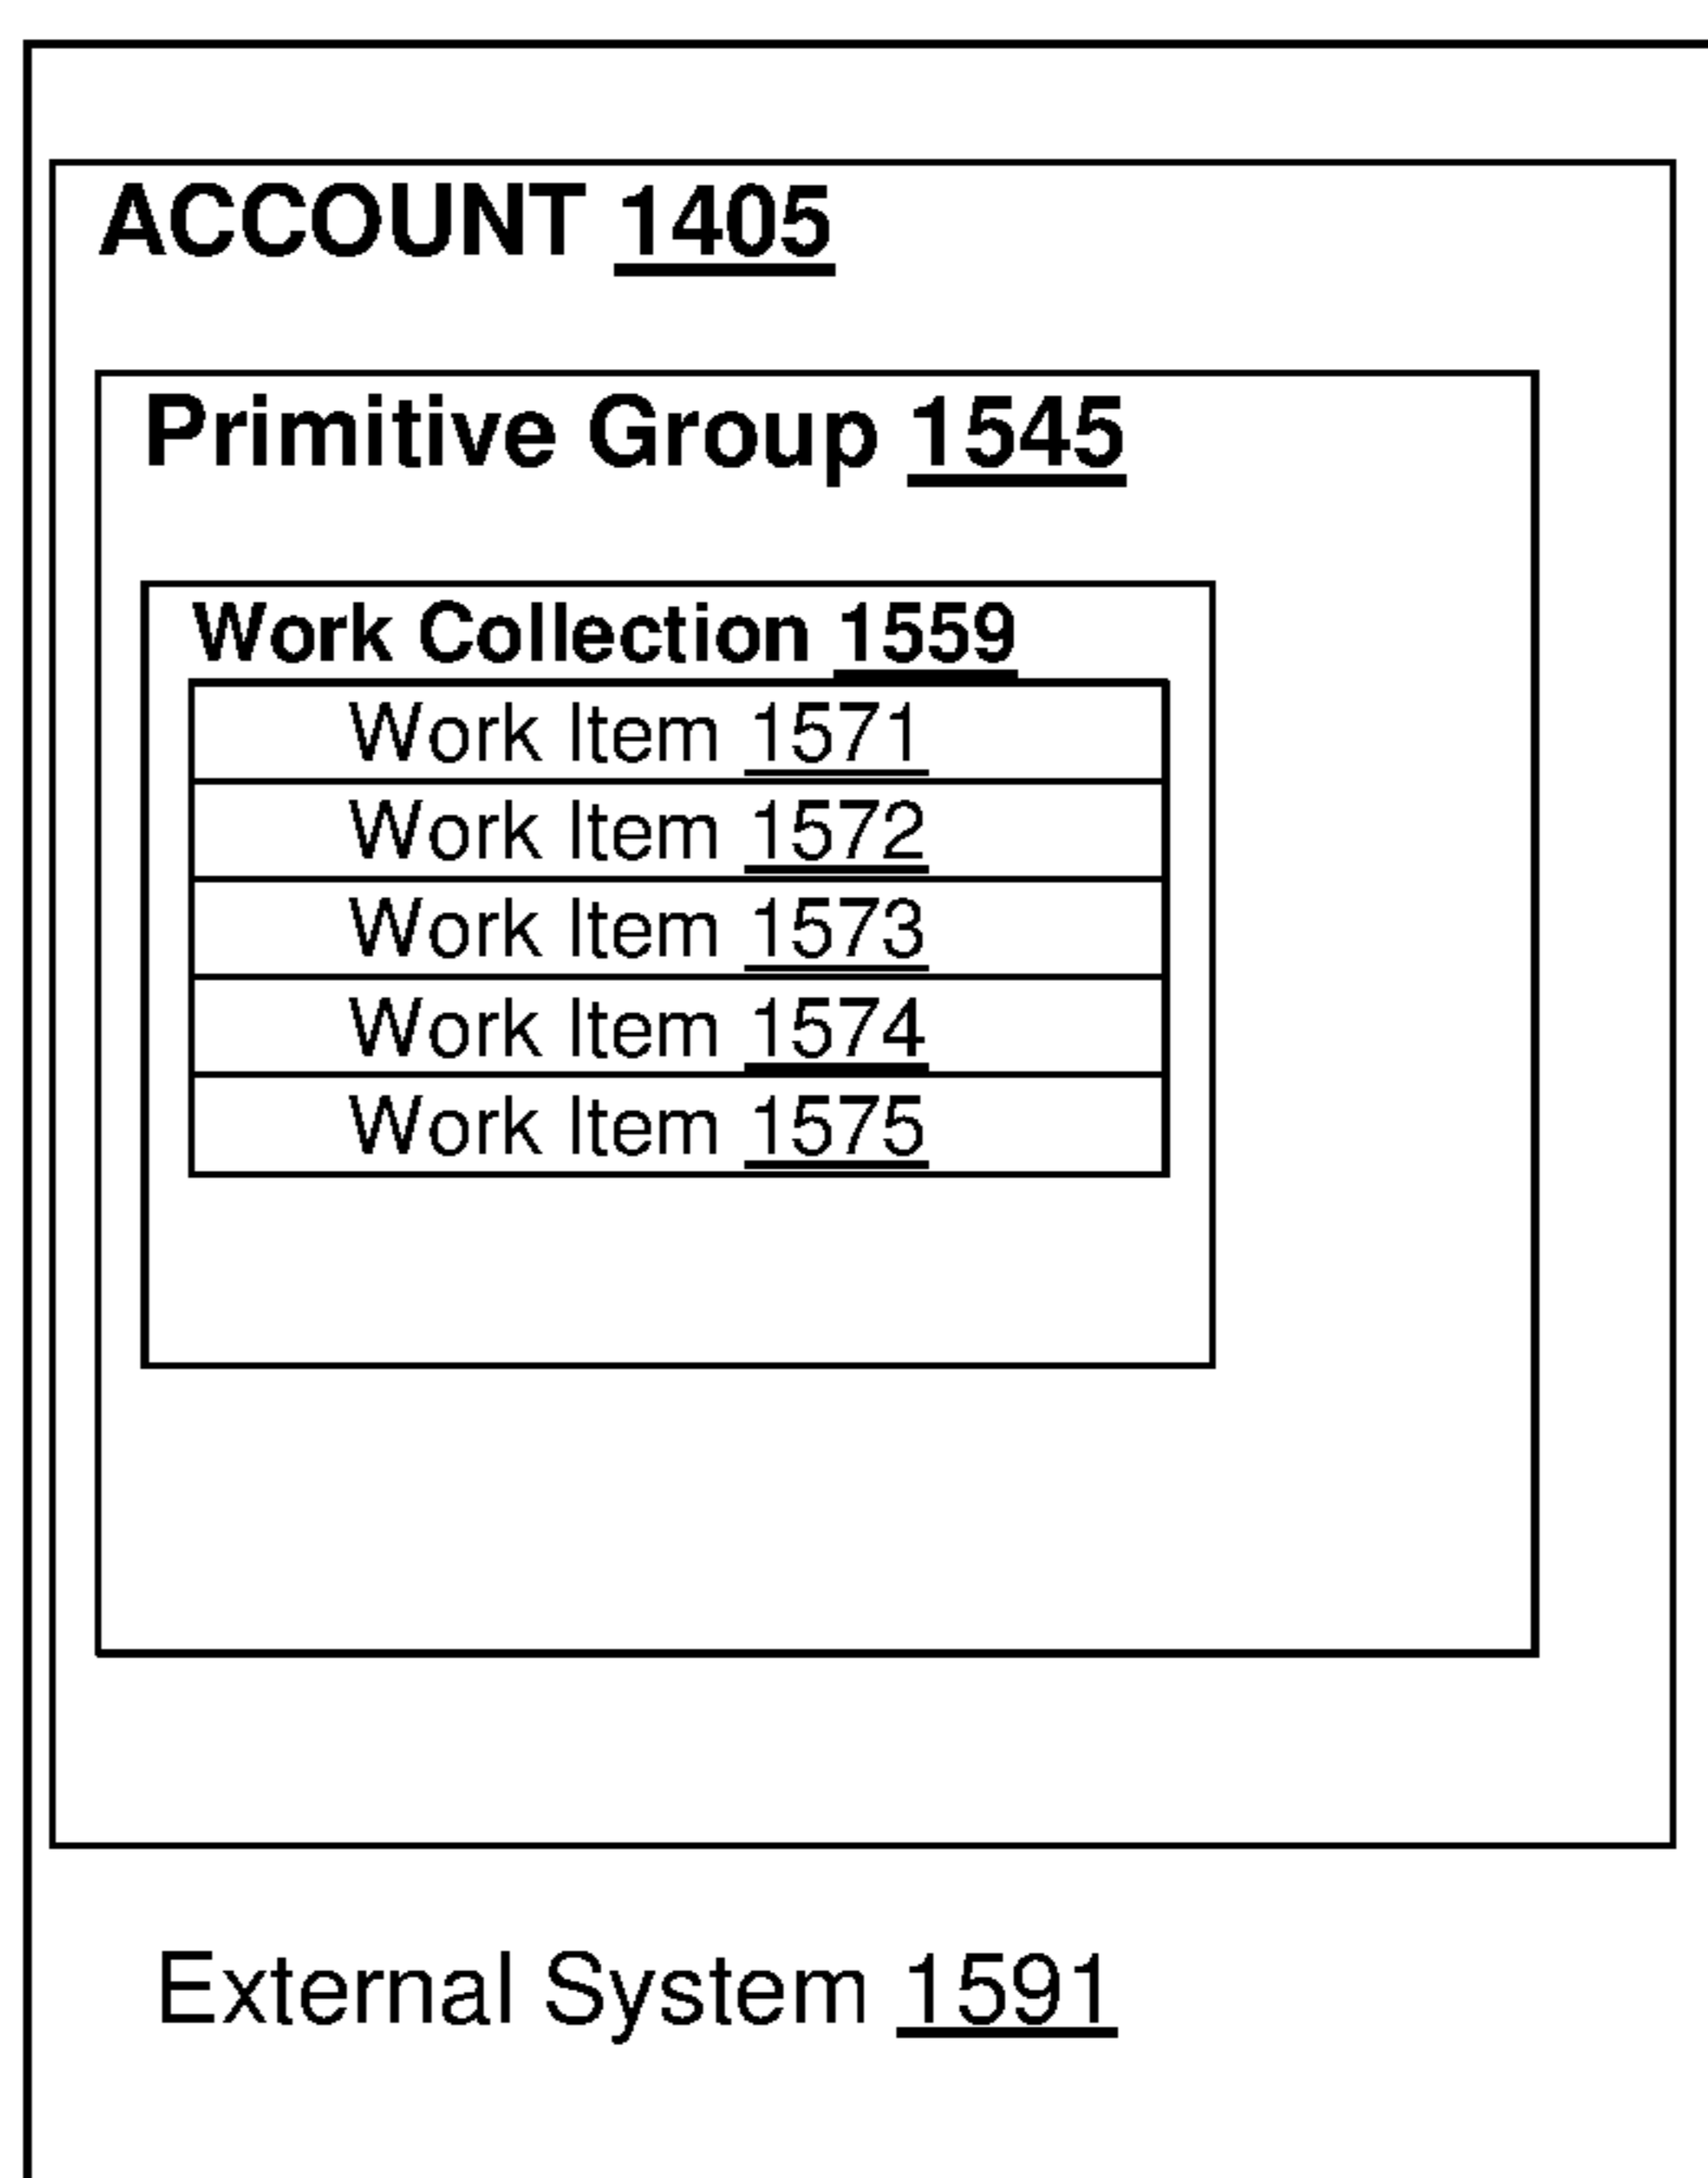 ACCOUNT 1405
Primitive Group 1545
Work Collection 1559
Work Item 1571
Work Item 1572
Work Item 1573
Work Item 1574
Work Item 1575
External System 1591